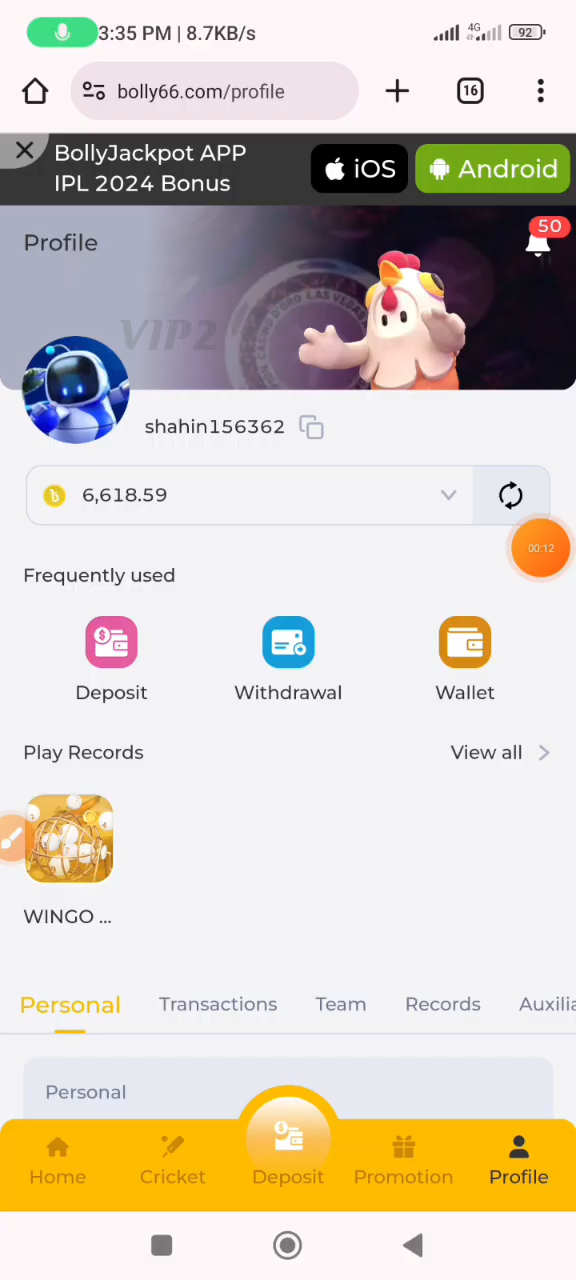 3:35 PM | 8.7KB/s
4G
92
bolly66.com/profile
16
BollyJackpot APP
IPL 2024 Bonus
iOS
Android
Profile
50
VIP2
shahin156362
6,618.59
00:12
Frequently used
Deposit
Withdrawal
Wallet
Play Records
View all
WINGO ...
Personal
Transactions
Team
Records
Auxilia
Personal
Home
Cricket
Deposit
Promotion
Profile